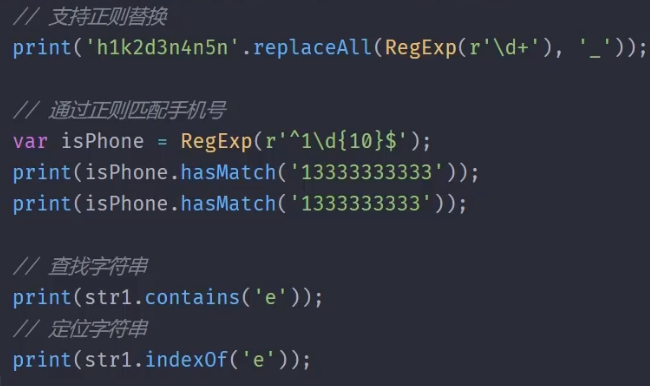 // 支持正则替换
print('h1k2d3n4n5n'.replaceAll(RegExp(r'\d+'), '_'));
// 通过正则匹配手机号
var isPhone = RegExp(r'^1\d{10}$');
print(isPhone.hasMatch('13333333333'));
print(isPhone.hasMatch('1333333333'));
// 查找字符串
print(str1.contains('e'));
// 定位字符串
print(str1.indexOf('e'));